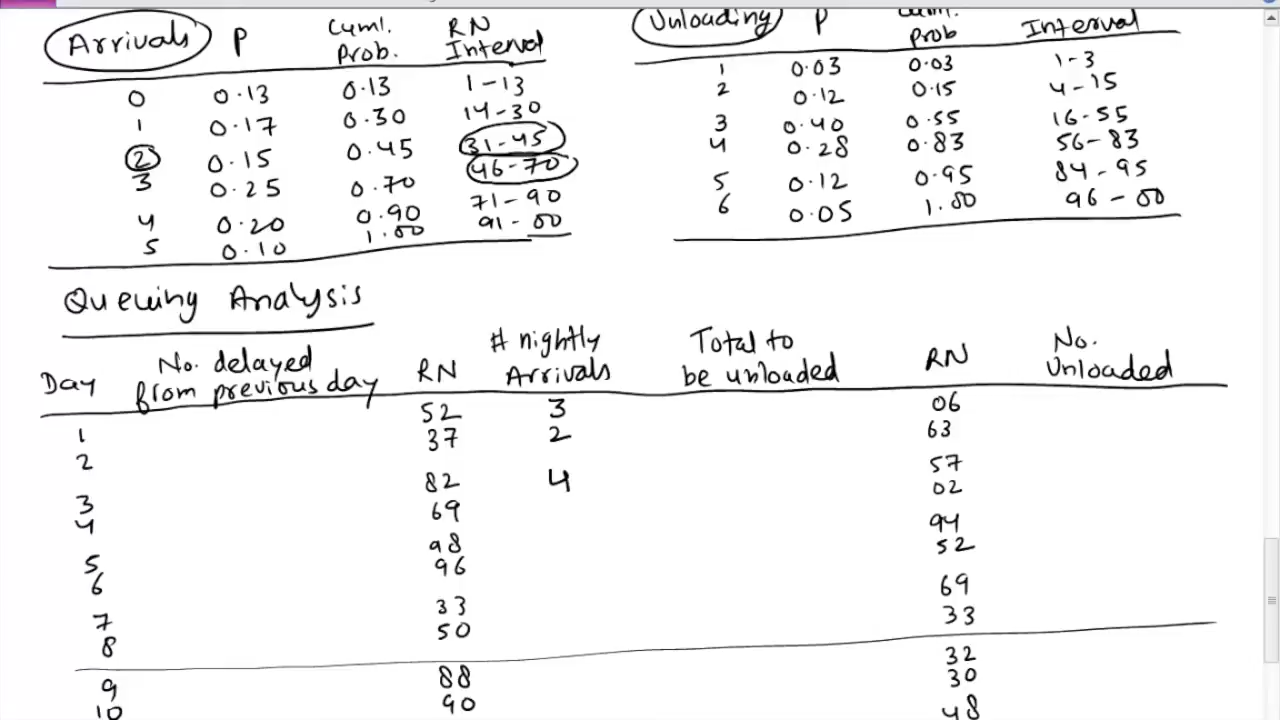 Arrivals P Cuml. Prob. RN Interval
0 0.13 0.13 1-13
1 0.17 0.30 14-30
2 0.15 0.45 31-45
3 0.25 0.70 46-70
4 0.20 0.90 71-90
5 0.10 1.00 91-00
Unloading P Cuml. prob Interval
1 0.03 0.03 1-3
2 0.12 0.15 4-15
3 0.40 0.55 16-55
4 0.28 0.83 56-83
5 0.12 0.95 84-95
6 0.05 1.00 96-00
Queuing Analysis
Day No. delayed from previous day RN # nightly Arrivals Total to be unloaded RN No. Unloaded
1 52 3 06
2 37 2 63
3 82 4 57
4 69 02
5 98 94
6 96 52
7 33 69
8 50 33
9 88 32
10 90 30
48